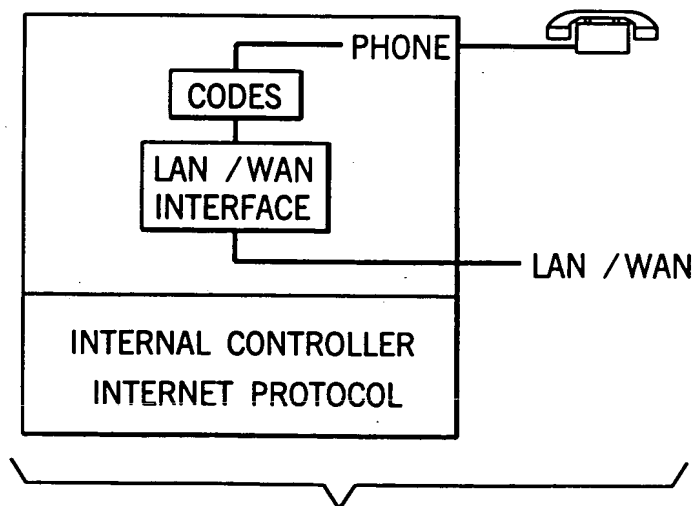 PHONE
CODES
LAN / WAN
INTERFACE
LAN / WAN
INTERNAL CONTROLLER
INTERNET PROTOCOL